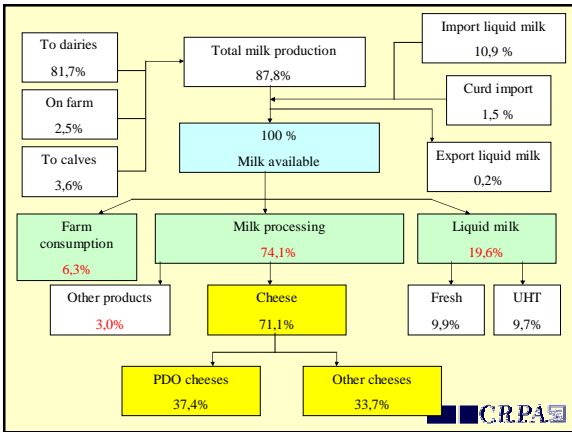 To dairies
81,7%
On farm
2,5%
To calves
3,6%
Total milk production
87,8%
Import liquid milk
10,9 %
Curd import
1,5 %
Export liquid milk
0,2%
100 %
Milk available
Farm
consumption
6,3%
Milk processing
74,1%
Liquid milk
19,6%
Other products
3,0%
Cheese
71,1%
Fresh
9,9%
UHT
9,7%
PDO cheeses
37,4%
Other cheeses
33,7%
CRPA